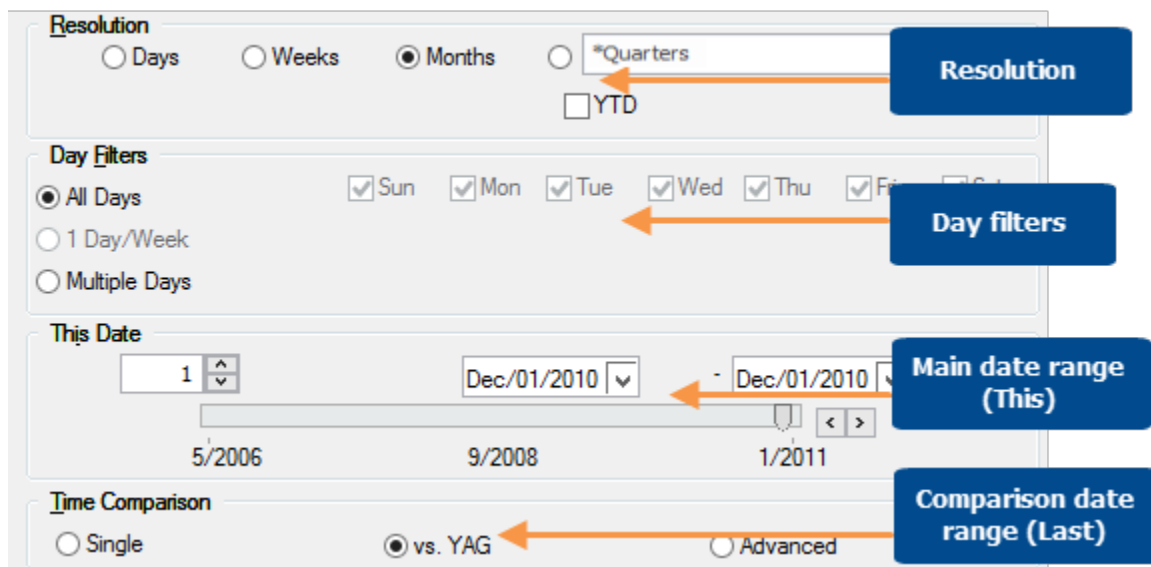 Resolution
Days Weeks Months *Quarters
YTD
Resolution
Day Filters
All Days Sun Mon Tue Wed Thu
1 Day/Week
Multiple Days
Day filters
This Date
1 Dec/01/2010 - Dec/01/2010
< >
5/2006 9/2008 1/2011
Main date range
(This)
Time Comparison
Single vs. YAG Advanced
Comparison date
range (Last)